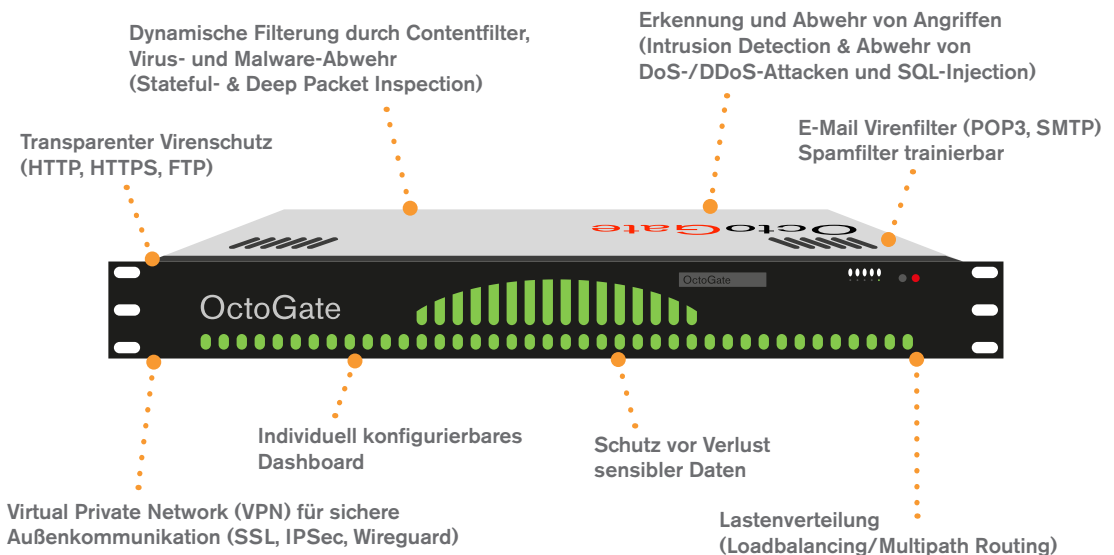 Dynamische Filterung durch Contentfilter,
Virus- und Malware-Abwehr
(Stateful- & Deep Packet Inspection)
Erkennung und Abwehr von Angriffen
(Intrusion Detection & Abwehr von
DoS-/DDoS-Attacken und SQL-Injection)
Transparenter Virenschutz
(HTTP, HTTPS, FTP)
E-Mail Virenfilter (POP3, SMTP)
Spamfilter trainierbar
OctoGate
OctoGate
OctoGate
Individuell konfigurierbares
Dashboard
Schutz vor Verlust
sensibler Daten
Virtual Private Network (VPN) für sichere
Außenkommunikation (SSL, IPSec, Wireguard)
Lastenverteilung
(Loadbalancing/Multipath Routing)